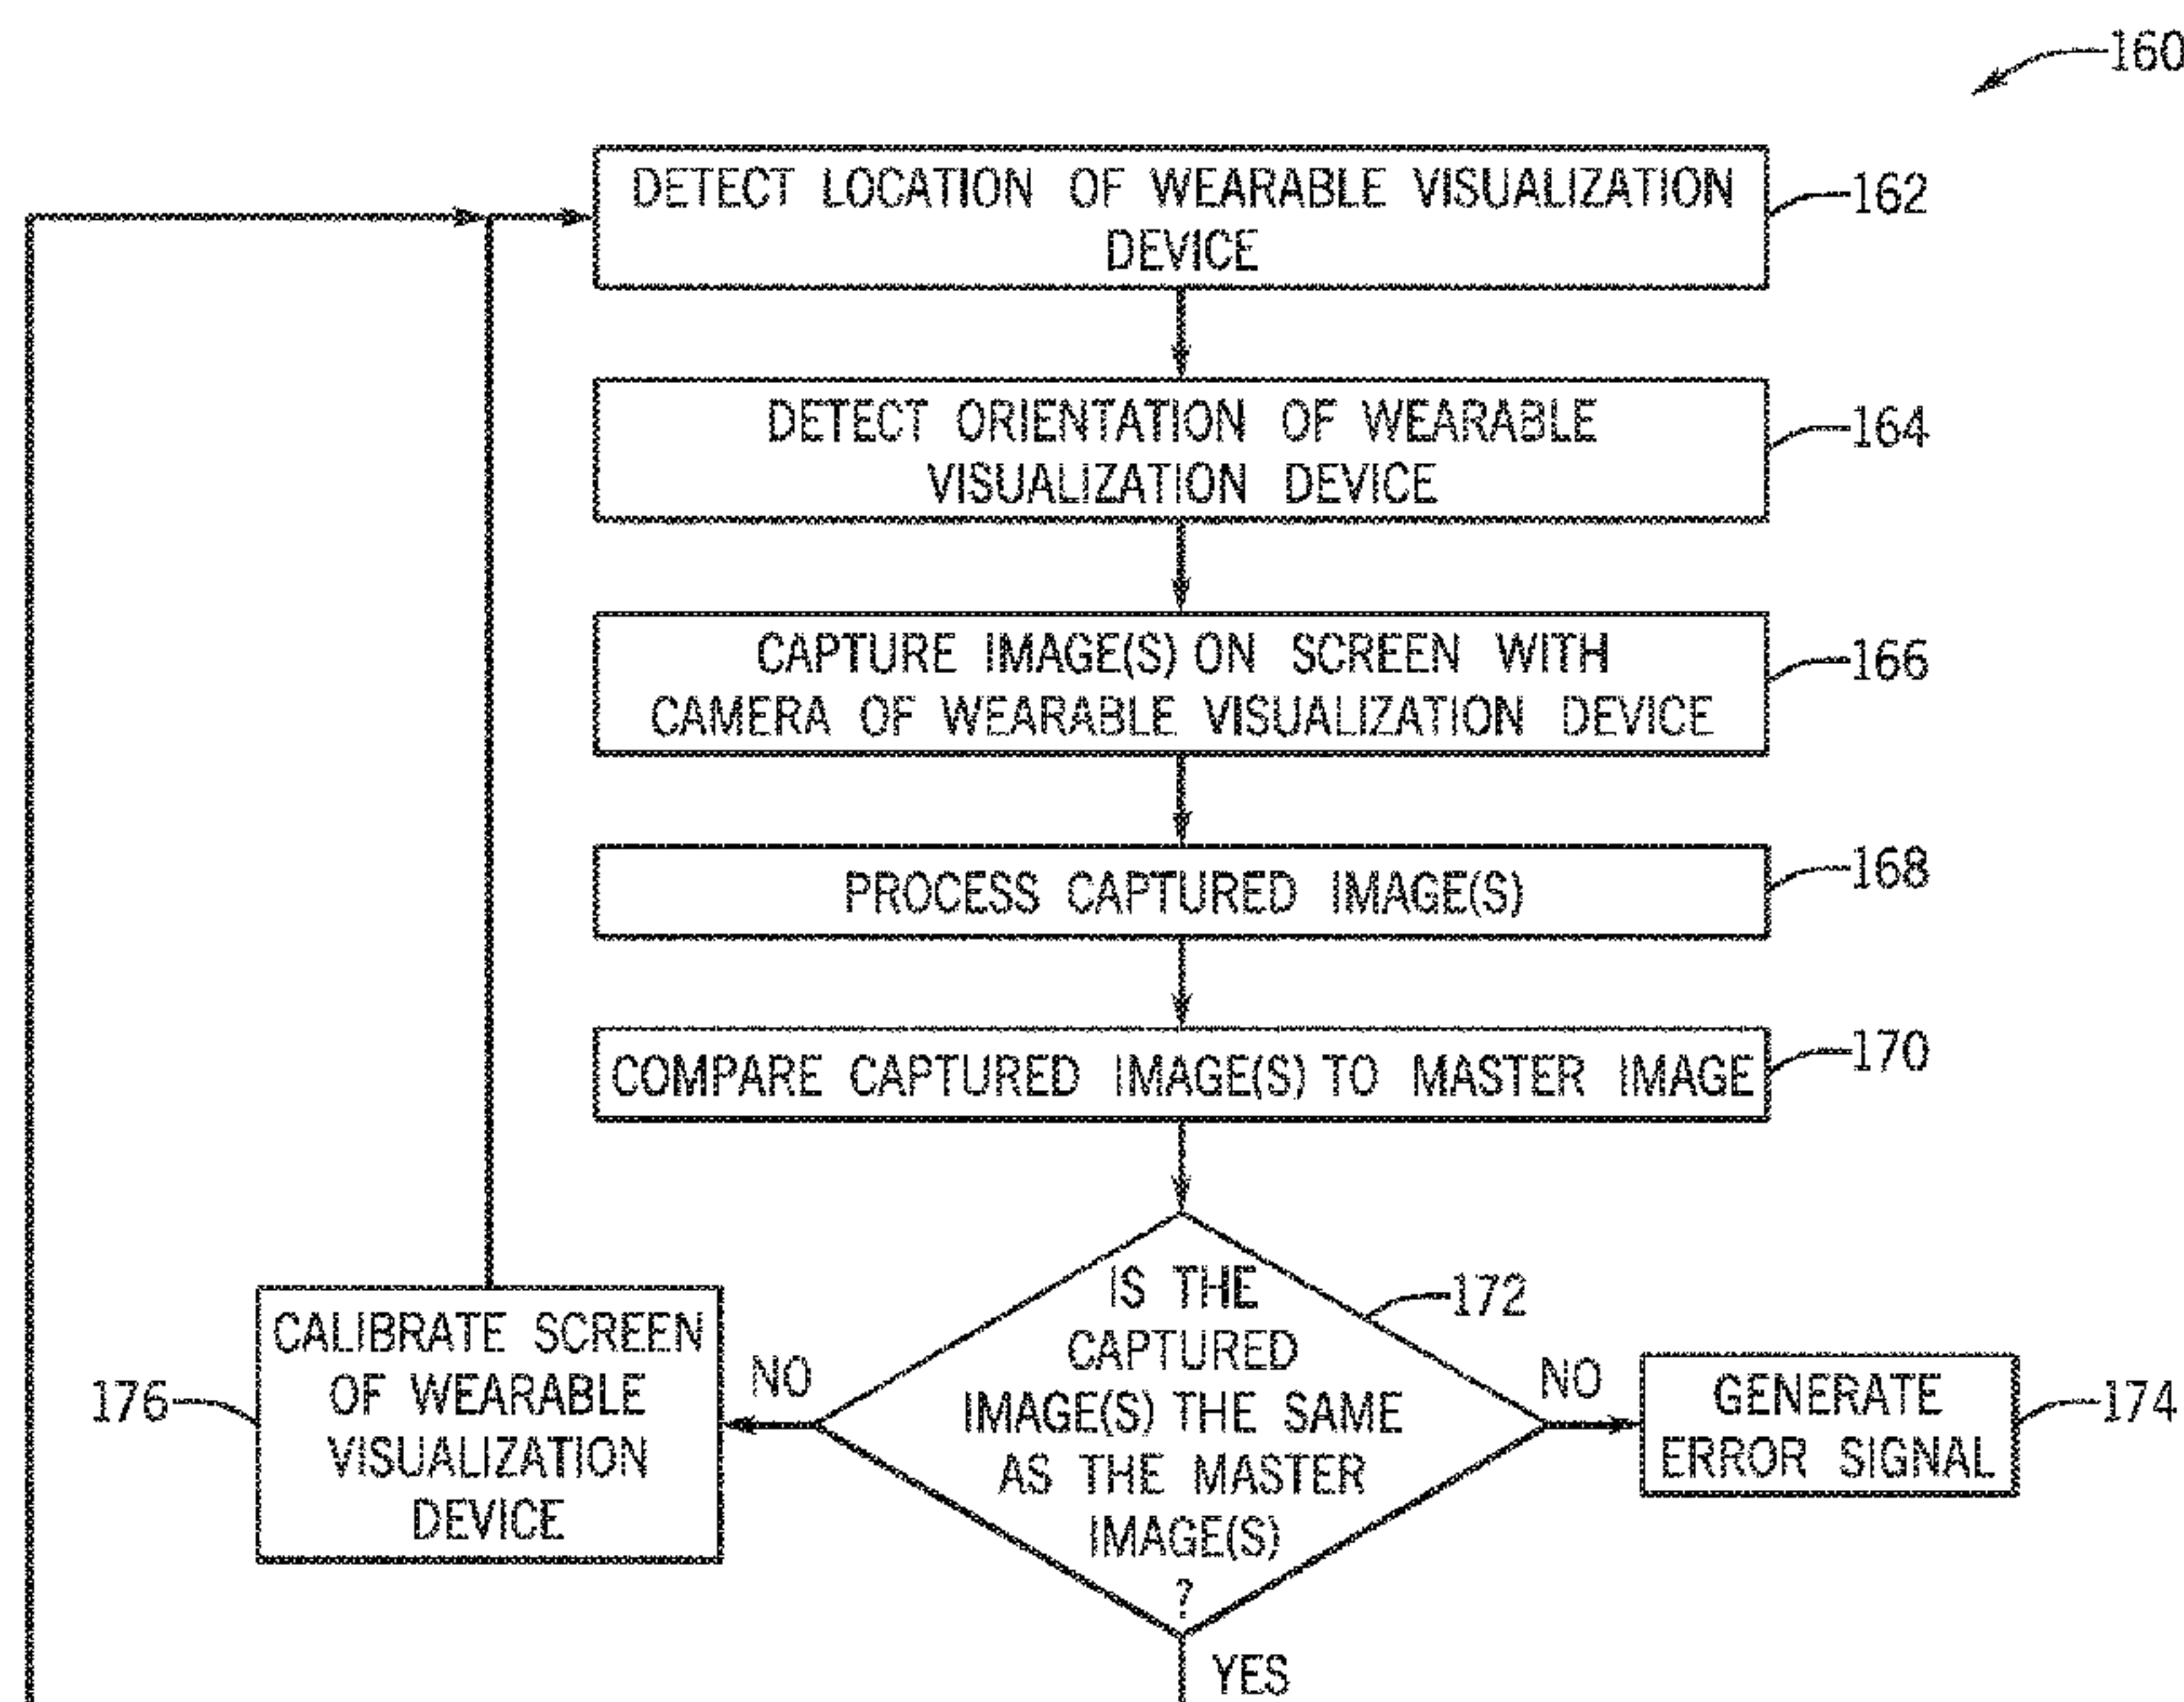 160
DETECT LOCATION OF WEARABLE VISUALIZATION
DEVICE
162
DETECT ORIENTATION OF WEARABLE
VISUALIZATION DEVICE
164
CAPTURE IMAGE(S) ON SCREEN WITH
CAMERA OF WEARABLE VISUALIZATION DEVICE
166
PROCESS CAPTURED IMAGE(S)
168
COMPARE CAPTURED IMAGE(S) TO MASTER IMAGE
170
IS THE
CAPTURED
IMAGE(S) THE SAME
AS THE MASTER
IMAGE(S)
?
172
NO
CALIBRATE SCREEN
OF WEARABLE
VISUALIZATION
DEVICE
176
NO
GENERATE
ERROR SIGNAL
174
YES